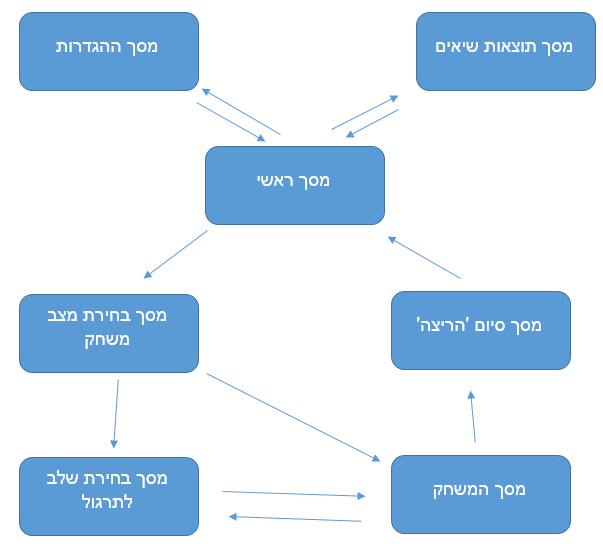 מסך תוצאות שיאים
מסך ההגדרות
מסך ראשי
מסך סיום 'הריצה'
מסך בחירת מצב
משחק
מסך המשחק
מסך בחירת שלב
לתרגול